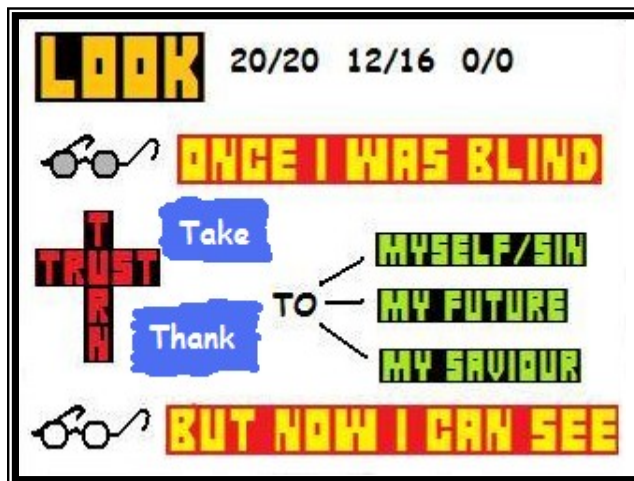 LOOK 20/20 12/16 0/0
ONCE I WAS BLIND
Take
TURN
TRUST
Thank
TO
MYSELF/SIN
MY FUTURE
MY SAVIOUR
BUT NOW I CAN SEE